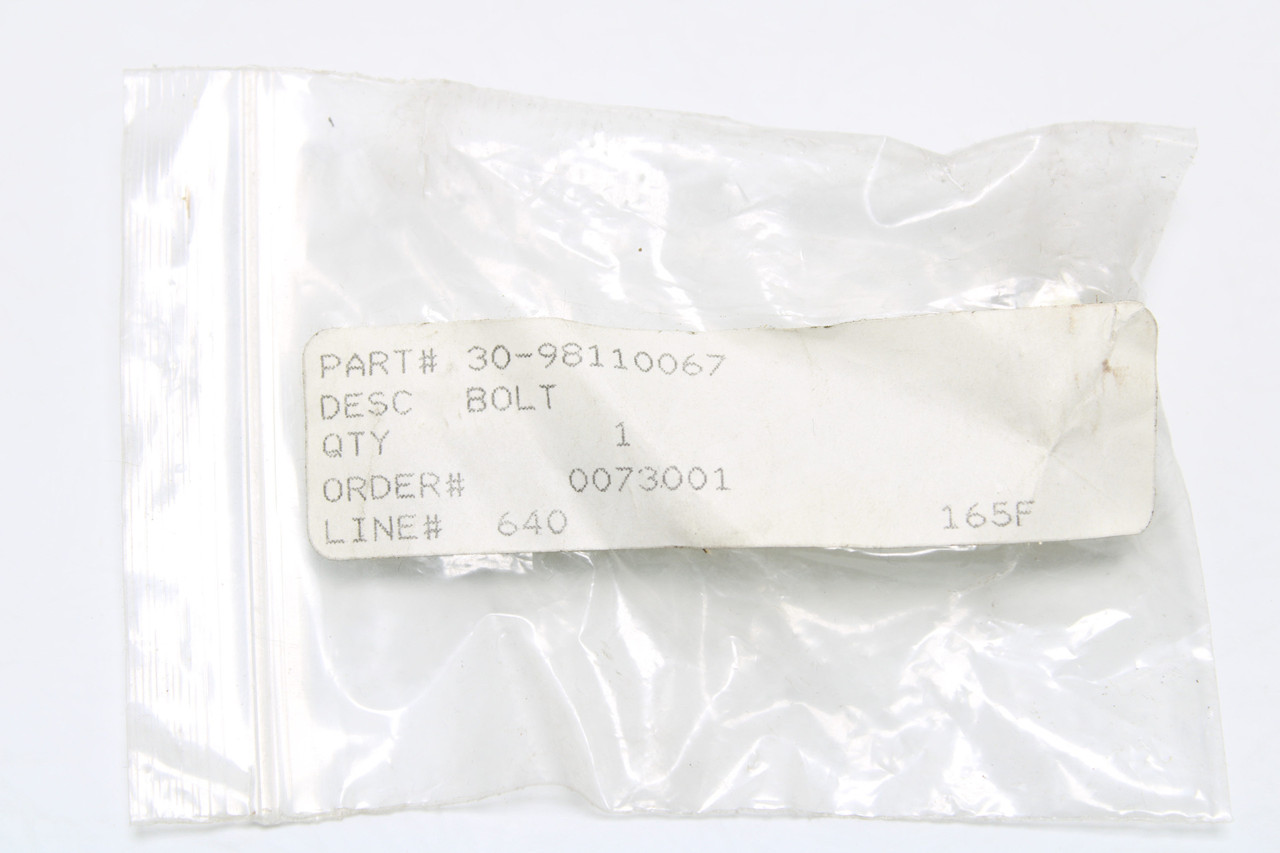 PART# 30-98110067
DESC BOLT
QTY 1
ORDER# 0073001
LINE# 640 165F